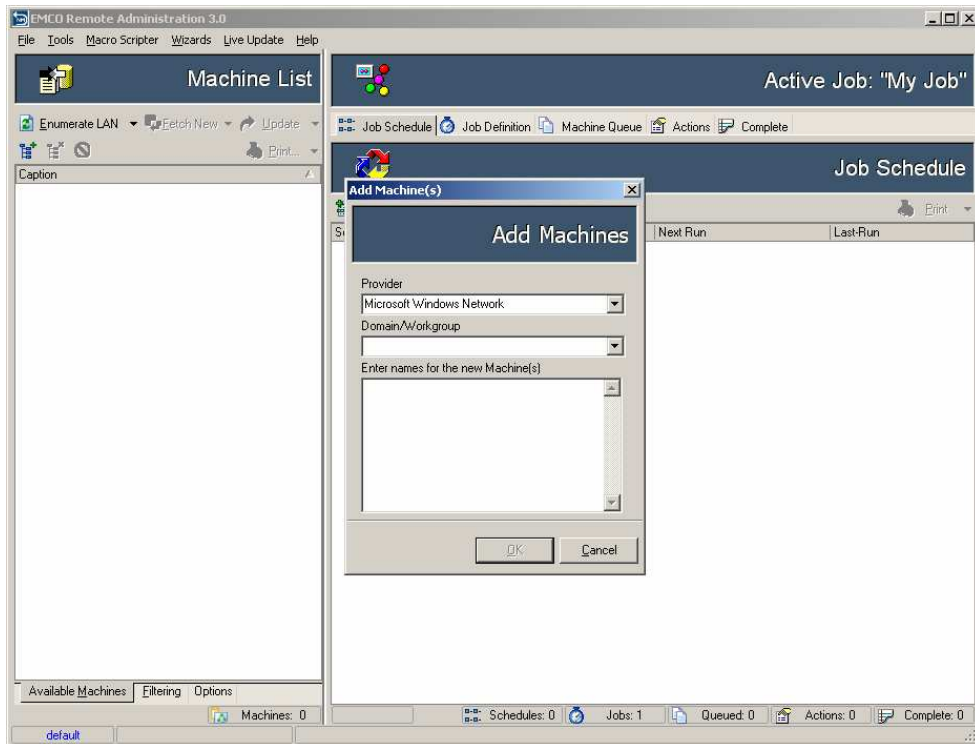 EMCO Remote Administration 3.0
File Tools Macro Scripter Wizards Live Update Help
Machine List
Active Job: "My Job"
Enumerate LAN Fetch New Update
Print...
Caption
Job Schedule Job Definition Machine Queue Actions Complete
Job Schedule
Print
Next Run Last-Run
Add Machine(s)
Add Machines
Provider
Microsoft Windows Network
Domain/Workgroup
Enter names for the new Machine(s)
OK Cancel
Available Machines Filtering Options
Machines: 0
Schedules: 0 Jobs: 1 Queued: 0 Actions: 0 Complete: 0
default